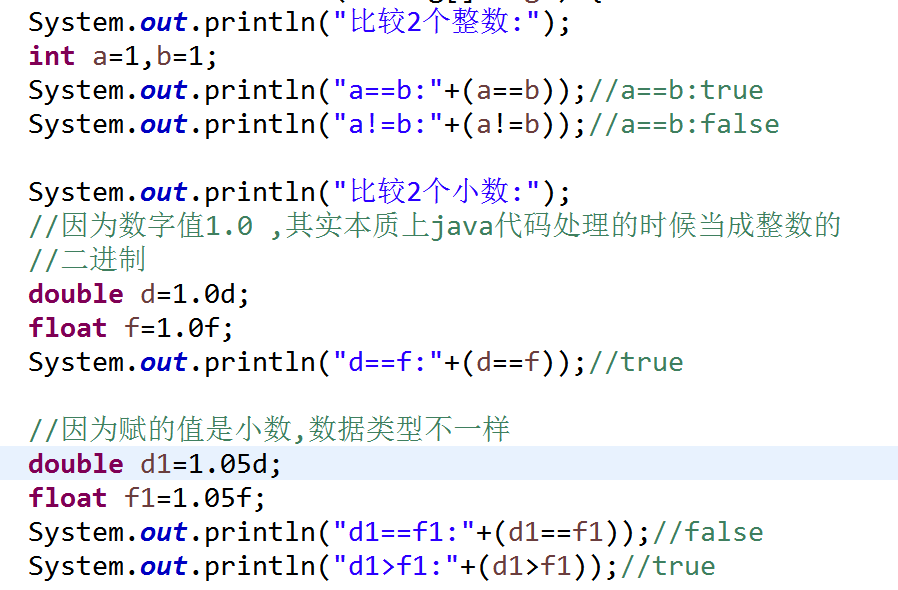 System.out.println("比较2个整数:");
int a=1,b=1;
System.out.println("a==b:"+(a==b));//a==b:true
System.out.println("a!=b:"+(a!=b));//a==b:false
System.out.println("比较2个小数:");
//因为数字值1.0 ,其实本质上java代码处理的时候当成整数的
//二进制
double d=1.0d;
float f=1.0f;
System.out.println("d==f:"+(d==f));//true
//因为赋的值是小数,数据类型不一样
double d1=1.05d;
float f1=1.05f;
System.out.println("d1==f1:"+(d1==f1));//false
System.out.println("d1>f1:"+(d1>f1));//true